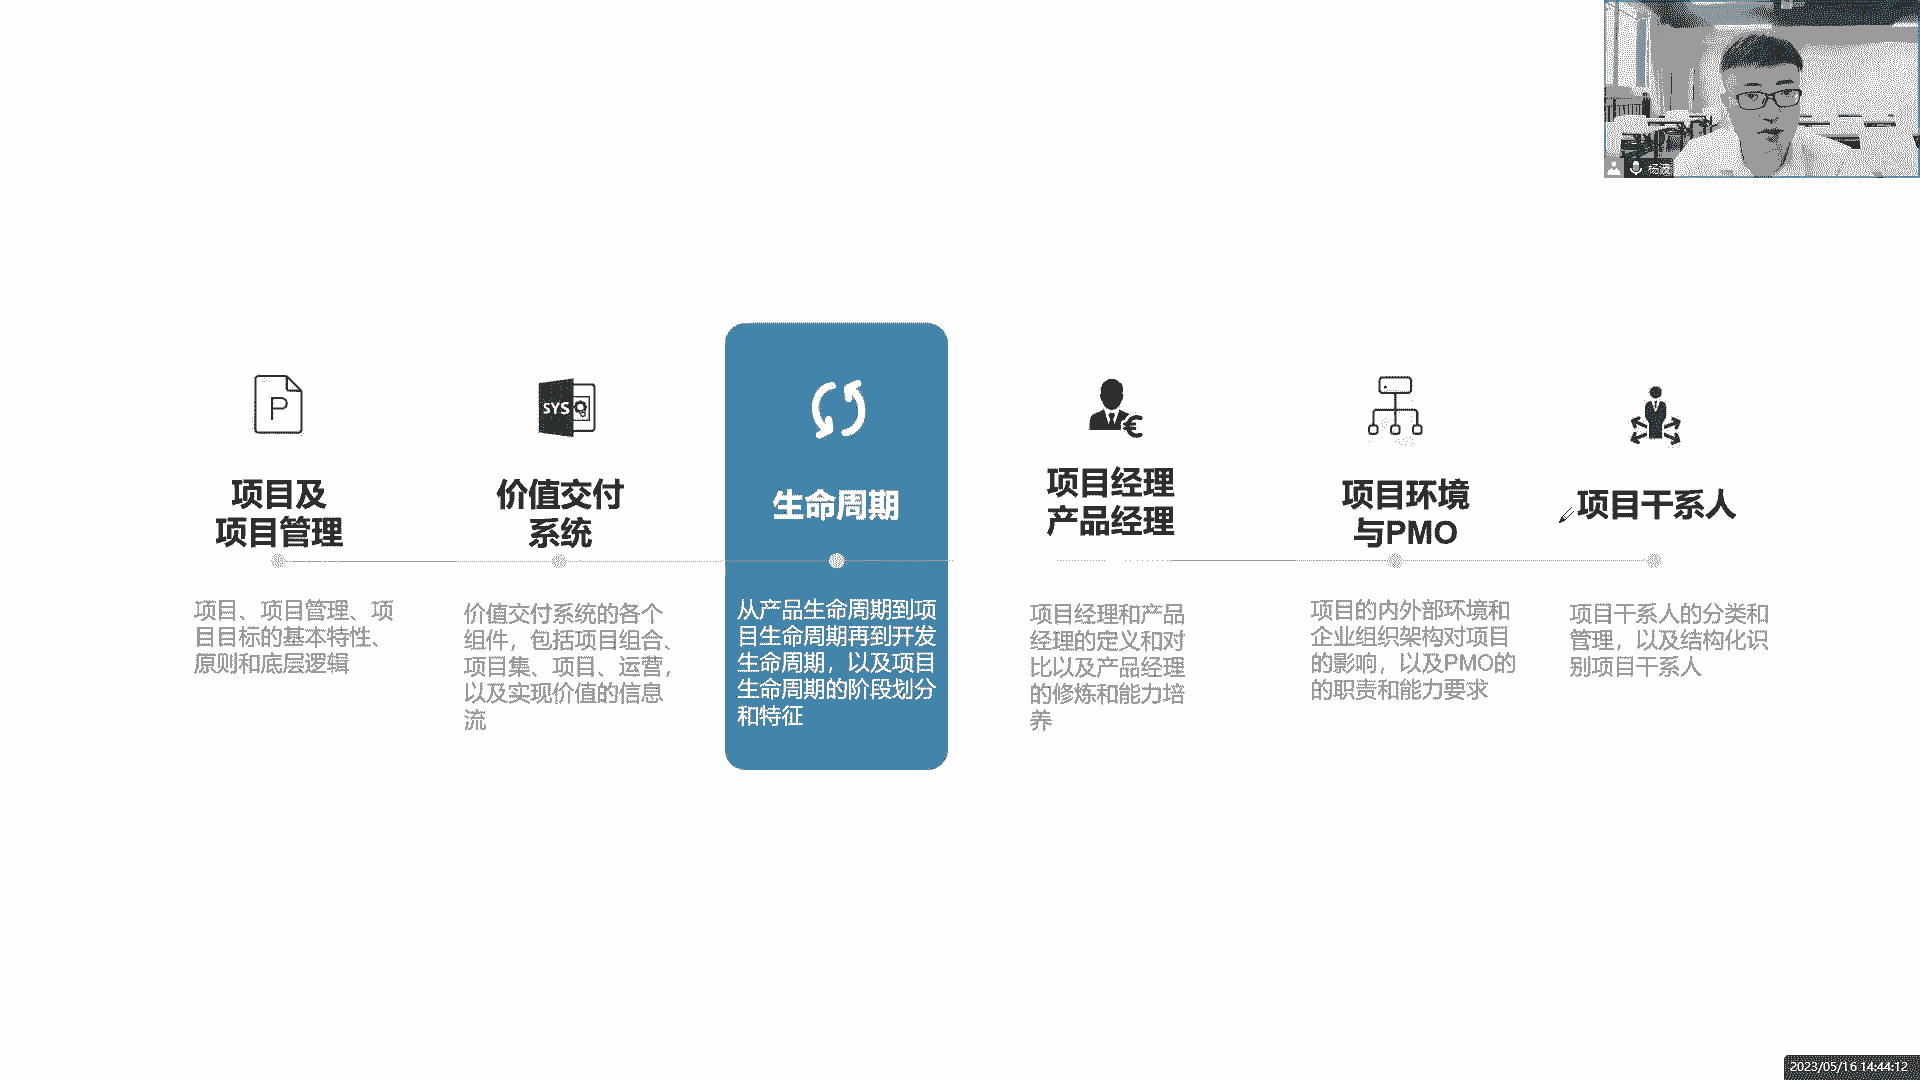 杨波
P
项目及
项目管理
项目、项目管理、项
目目标的基本特性、
原则和底层逻辑
SYS
价值交付
系统
价值交付系统的各个
组件，包括项目组合、
项目集、项目、运营，
以及实现价值的信息
流
生命周期
从产品生命周期到项
目生命周期再到开发
生命周期，以及项目
生命周期的阶段划分
和特征
€
项目经理
产品经理
项目经理和产品
经理的定义和对
比以及产品经理
的修炼和能力培
养
项目环境
与PMO
项目的内外部环境和
企业组织架构对项目
的影响，以及PMO的
的职责和能力要求
项目干系人
项目干系人的分类和
管理，以及结构化识
别项目干系人
2023/05/16 14:44:12